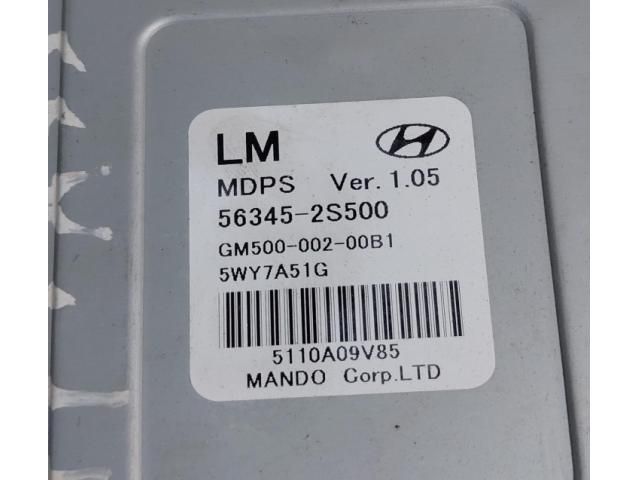 LM
MDPS Ver. 1.05
56345-2S500
GM500-002-00B1
5WY7A51G
5110A09V85
MANDO Corp.LTD